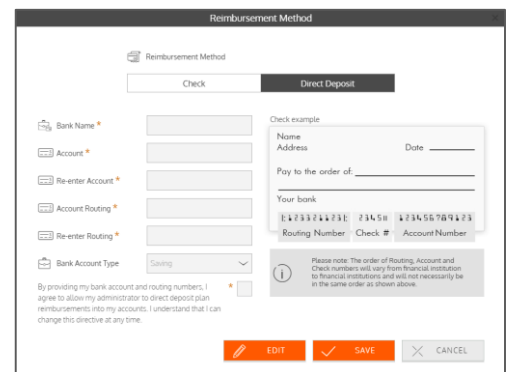 Reimbursement Method
×
Reimbursement Method
Check
Direct Deposit
Bank Name *
Account *
Re-enter Account *
Account Routing *
Re-enter Routing *
Bank Account Type
Saving
By providing my bank account and routing numbers, I *
agree to allow my administrator to direct deposit plan
reimbursements into my accounts. I understand that I can
change this directive at any time.
Check example
Name
Address
Date
Pay to the order of:
Your bank
Routing Number
Check #
Account Number
Please note: The order of Routing, Account and
Check numbers will vary from financial institution
to financial institutions and will not necessarily be
in the same order as shown
above.
EDIT
SAVE
CANCEL